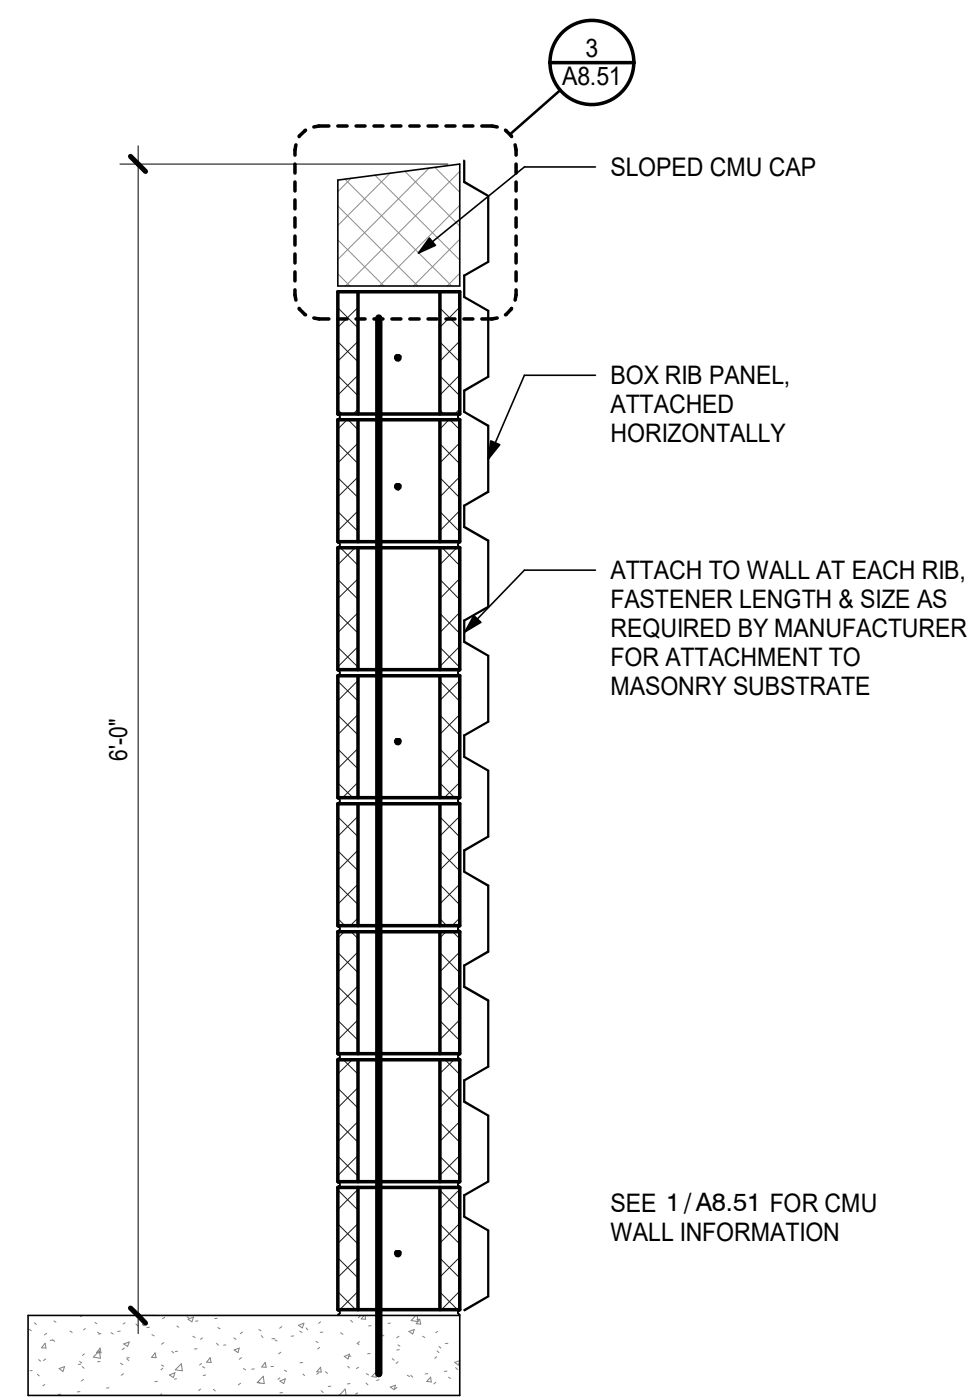 3
A8.51
SLOPED CMU CAP
BOX RIB PANEL,
ATTACHED
HORIZONTALLY
ATTACH TO WALL AT EACH RIB,
FASTENER LENGTH & SIZE AS
REQUIRED BY MANUFACTURER
FOR ATTACHMENT TO
MASONRY SUBSTRATE
6'-0"
SEE 1/A8.51 FOR CMU
WALL INFORMATION